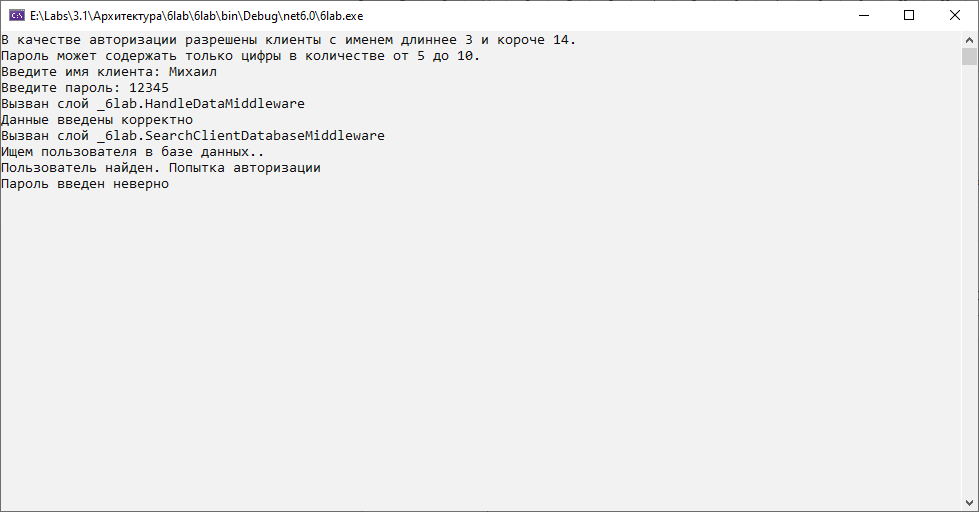 E:\Labs\3.1\Архитектура\6lab\6lab\bin\Debug\net6.0\6lab.exe
В качестве авторизации разрешены клиенты с именем длиннее 3 и короче 14.
Пароль может содержать только цифры в количестве от 5 до 10.
Введите имя клиента: Михаил
Введите пароль: 12345
Вызван слой _6lab.HandleDataMiddleware
Данные введены корректно
Вызван слой _6lab.SearchClientDatabaseMiddleware
Ищем пользователя в базе данных..
Пользователь найден. Попытка авторизации
Пароль введен неверно